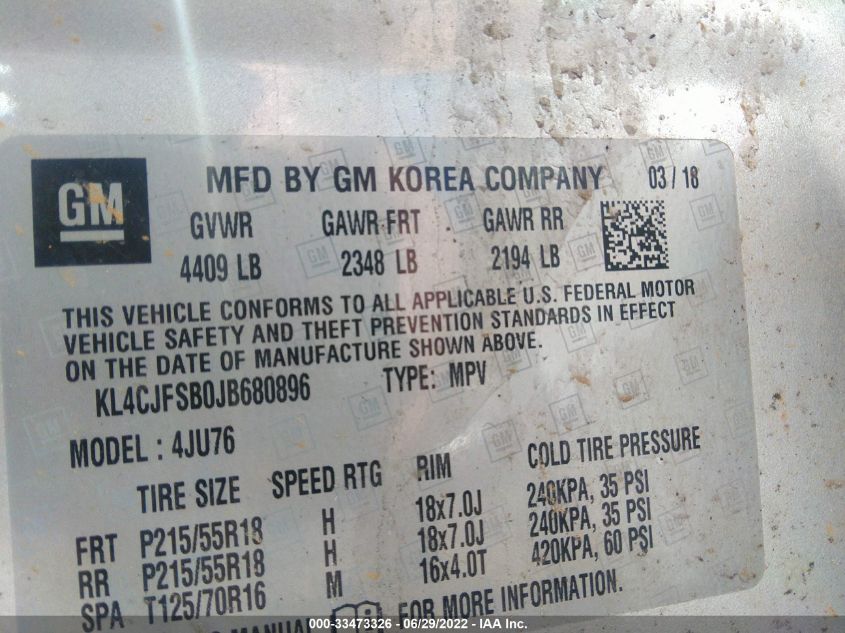 GM
MFD BY GM KOREA COMPANY 03 / 18
GVWR GAWR FRT GAWR RR
4409 LB 2348 LB 2194 LB
THIS VEHICLE CONFORMS TO ALL APPLICABLE U.S. FEDERAL MOTOR
VEHICLE SAFETY AND THEFT PREVENTION STANDARDS IN EFFECT
ON THE DATE OF MANUFACTURE SHOWN ABOVE.
KL4CJFSB0JB680896 TYPE: MPV
MODEL : 4JU76
TIRE SIZE SPEED RTG RIM COLD TIRE PRESSURE
FRT P215/55R18 H 18x7.0J 240KPA, 35 PSI
RR P215/55R18 H 18x7.0J 240KPA, 35 PSI
SPA T125/70R16 M 16x4.0T 420KPA, 60 PSI
MANUAL FOR MORE INFORMATION.
000-33473326 - 06/29/2022 - IAA Inc.